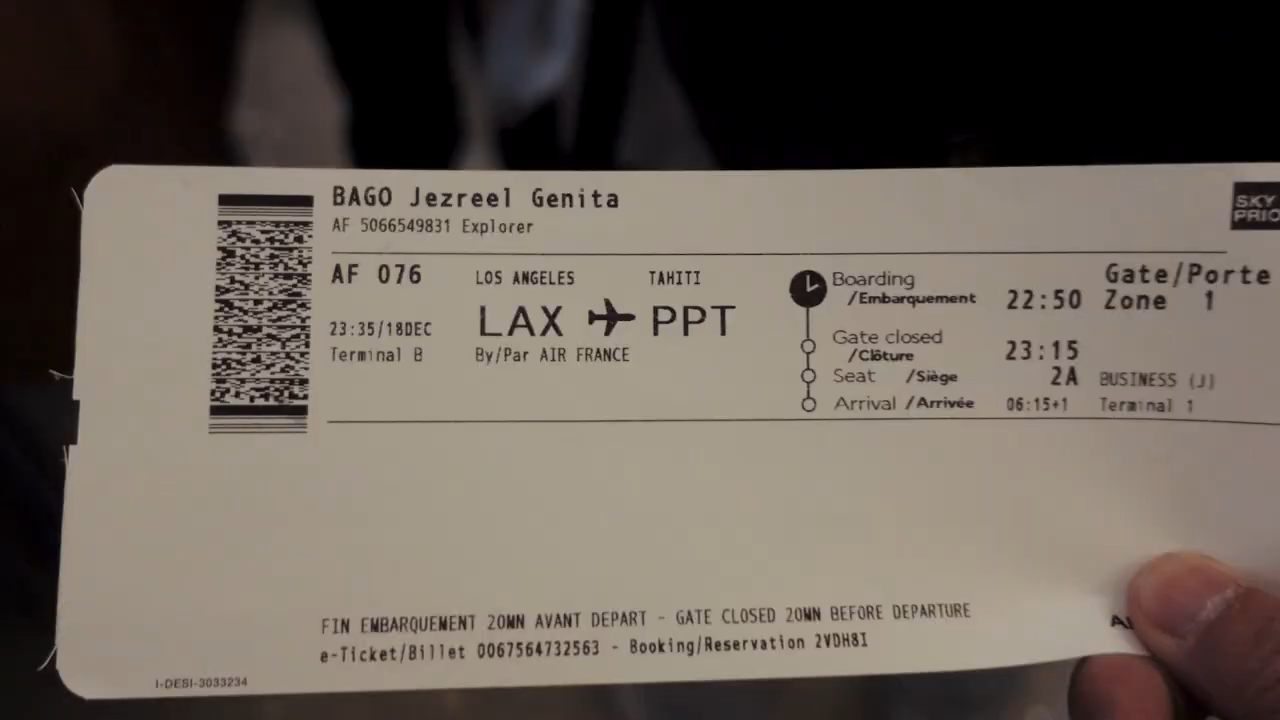 BAGO Jezreel Genita
AF 5066549831 Explorer
SKY
AF 076
LOS ANGELES TAHITI
LAX PPT
23:35/18DEC
Terminal B
By/Par AIR FRANCE
Boarding
/Embarquement 22:50
Gate/Porte
Zone 1
Gate closed
/Clôture 23:15
Seat /Siège 2A BUSINESS (J)
Arrival /Arrivée 06:15+1 Terminal 1
FIN EMBARQUEMENT 20MN AVANT DEPART - GATE CLOSED 20MN BEFORE DEPARTURE
e-Ticket/Billet 0067564732563 - Booking/Reservation 2VDH8I
I-DESI-3033234